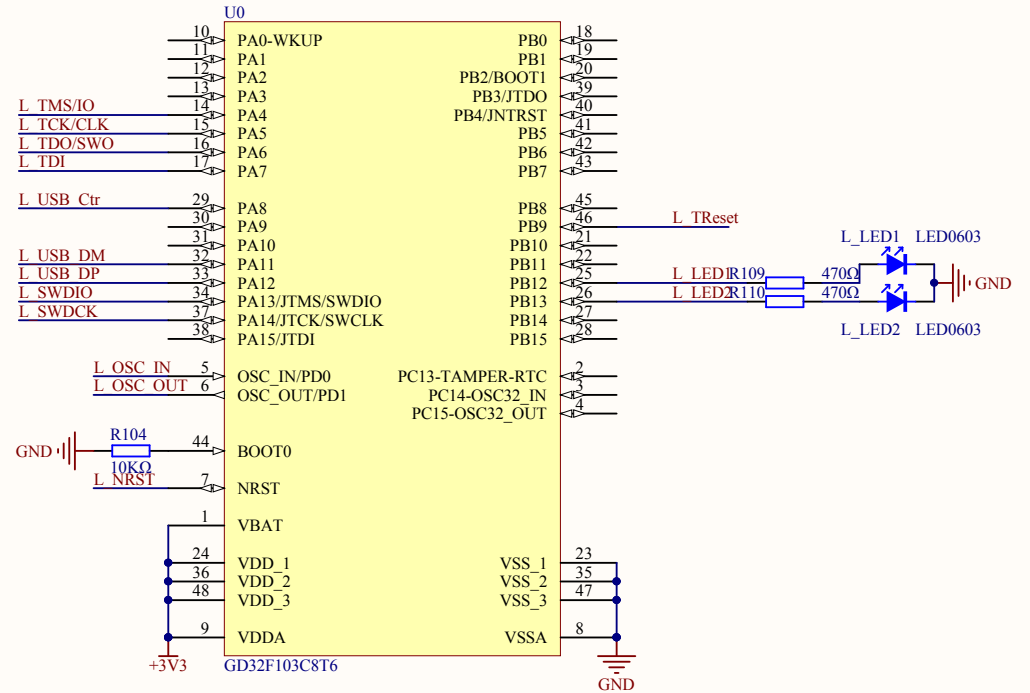 U0
10 PA0-WKUP PB0 18
11 PA1 PB1 19
12 PA2 PB2/BOOT1 20
13 PA3 PB3/JTDO 39
L_TMS/IO 14 PA4 PB4/JNTRST 40
L_TCK/CLK 15 PA5 PB5 41
L_TDO/SWO 16 PA6 PB6 42
L_TDI 17 PA7 PB7 43
L_USB_Ctr 29 PA8 PB8 45
30 PA9 PB9 46 L_TReset
31 PA10 PB10 21
L_LED1 LED0603
L_USB_DM 32 PA11 PB11 22
L_USB_DP 33 PA12 PB12 25 L_LED1 R109 470Ω GND
L_SWDIO 34 PA13/JTMS/SWDIO PB13 26 L_LED2 R110 470Ω
L_SWDCK 37 PA14/JTCK/SWCLK PB14 27
L_LED2 LED0603
38 PA15/JTDI PB15 28
L_OSC_IN 5 OSC_IN/PD0 PC13-TAMPER-RTC 2
L_OSC_OUT 6 OSC_OUT/PD1 PC14-OSC32_IN 3
PC15-OSC32_OUT 4
R104
GND 44 BOOT0
10KΩ
L_NRST 7 NRST
1 VBAT
24 VDD_1 VSS_1 23
36 VDD_2 VSS_2 35
48 VDD_3 VSS_3 47
9 VDDA VSSA 8
+3V3 GD32F103C8T6
GND